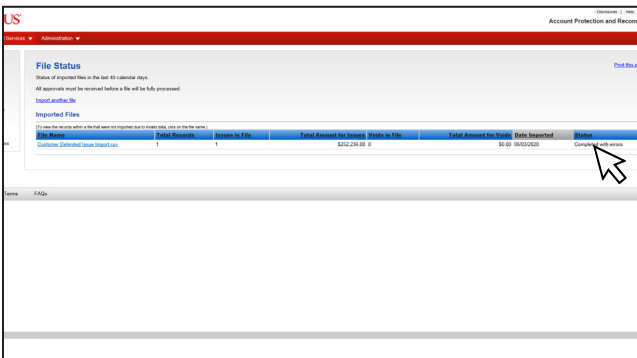 Disclosures | Help
US
Account Protection and Recon
Services Administration
File Status
Print this p
Status of imported files in the last 40 calendar days.
All approvals must be received before a file will be fully processed.
Import another file
Imported Files
(To view the records within a file that were not imported due to invalid data, click on the file name.)
File Name Total Records Issues in File Total Amount for Issues Voids in File Total Amount for Voids Date Imported Status
Customer Delimited Issue Import.csv 1 1 $252,236.00 0 $0.00 06/03/2020 Completed with errors
Terms FAQs